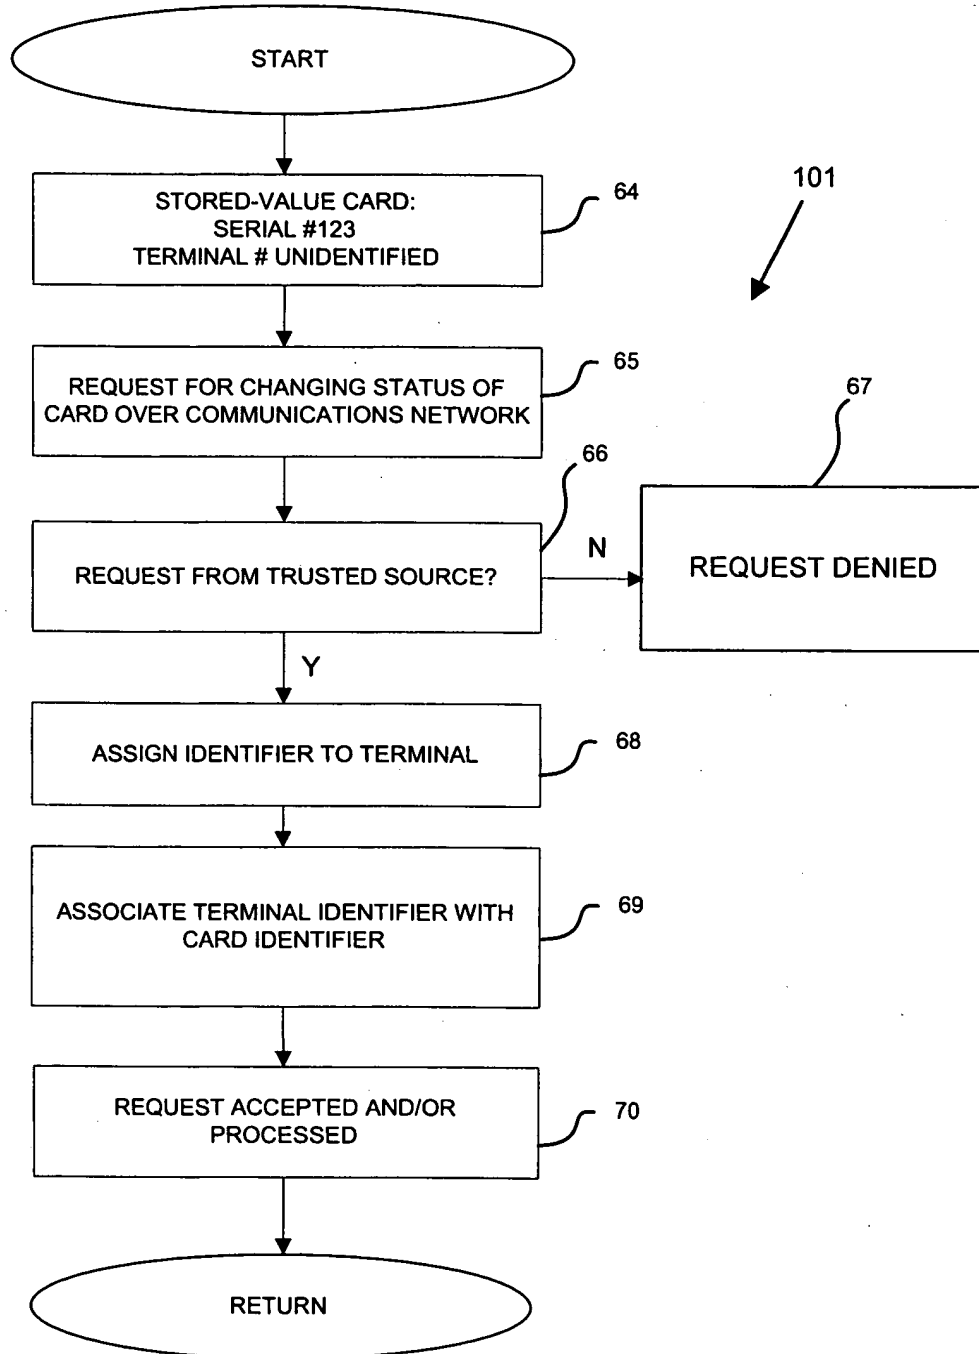 START
STORED-VALUE CARD:
SERIAL #123
TERMINAL # UNIDENTIFIED
64
101
REQUEST FOR CHANGING STATUS OF
CARD OVER COMMUNICATIONS NETWORK
65
66
67
REQUEST FROM TRUSTED SOURCE?
N
REQUEST DENIED
Y
ASSIGN IDENTIFIER TO TERMINAL
68
ASSOCIATE TERMINAL IDENTIFIER WITH
CARD IDENTIFIER
69
REQUEST ACCEPTED AND/OR
PROCESSED
70
RETURN